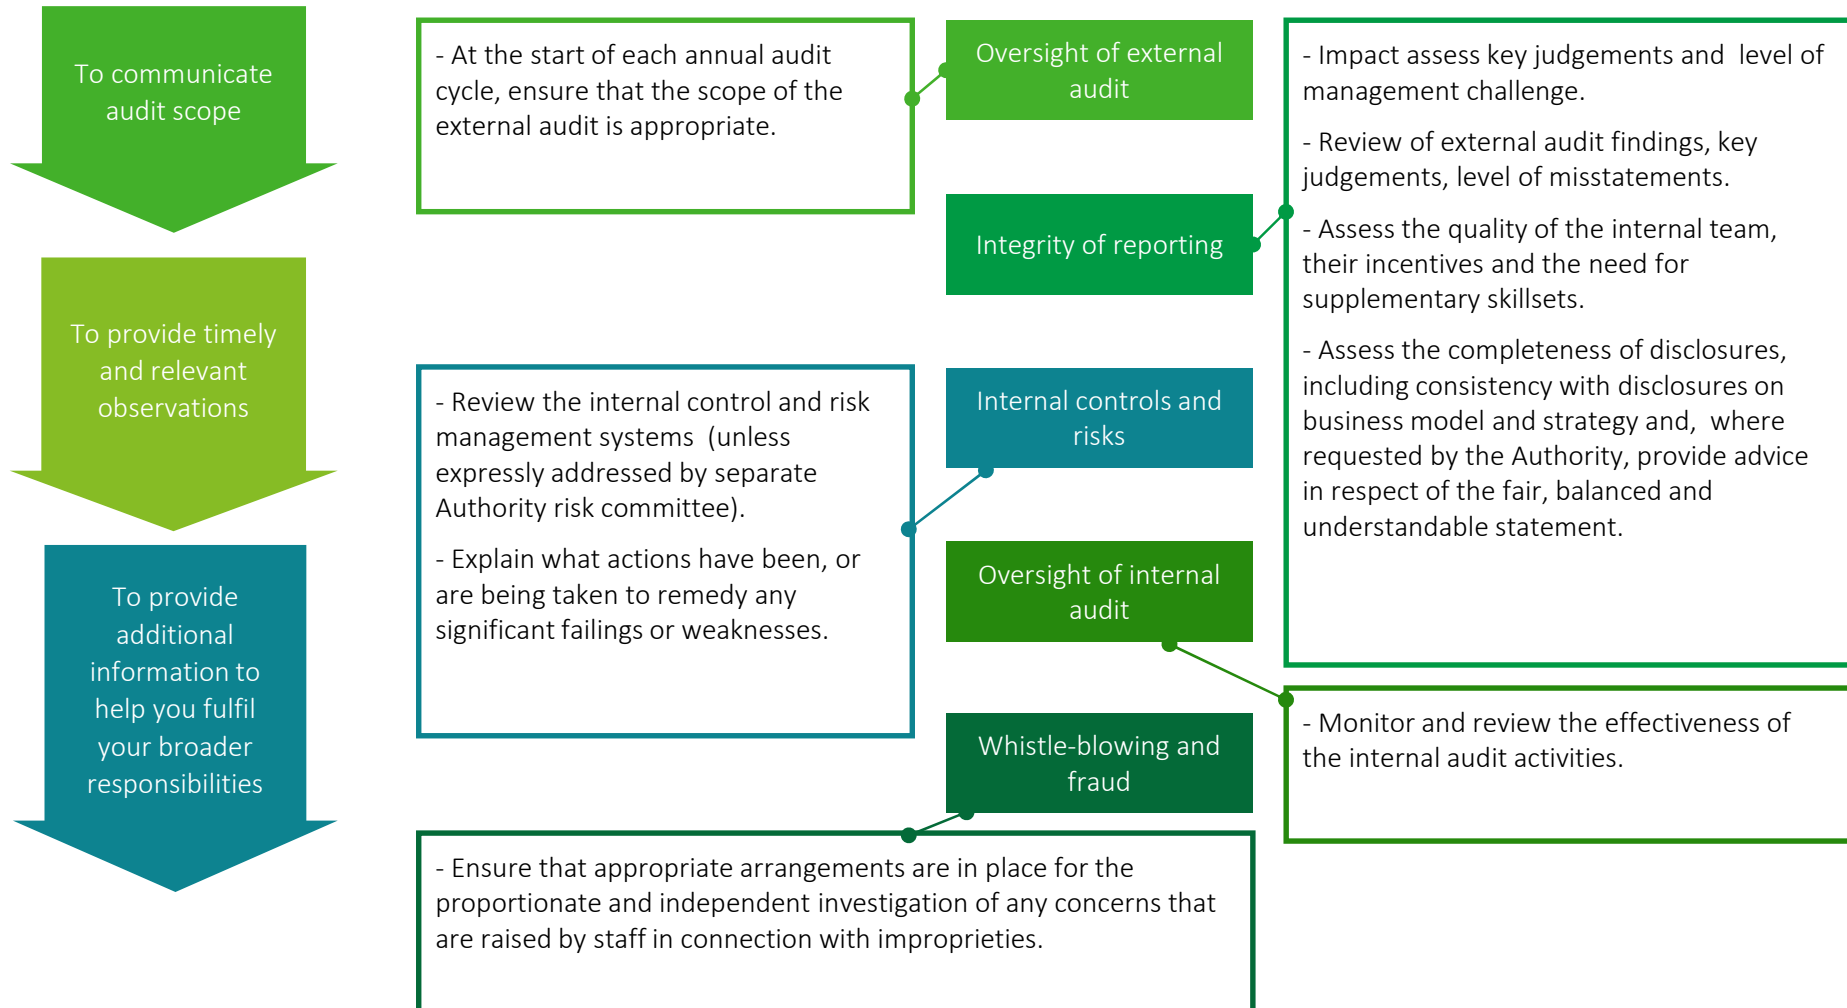 To communicate
audit scope
To provide timely
and relevant
observations
To provide
additional
information to
help you fulfil
your broader
responsibilities
- At the start of each annual audit
cycle, ensure that the scope of the
external audit is appropriate.
Oversight of external
audit
Integrity of reporting
- Impact assess key judgements and  level of
management challenge.
- Review of external audit findings, key
judgements, level of misstatements.
- Assess the quality of the internal team,
their incentives and the need for
supplementary skillsets.
- Assess the completeness of disclosures,
including consistency with disclosures on
business model and strategy and,  where
requested by the Authority, provide advice
in respect of the fair, balanced and
understandable statement.
- Review the internal control and risk
management systems  (unless
expressly addressed by separate
Authority risk committee).
- Explain what actions have been, or
are being taken to remedy any
significant failings or weaknesses.
Internal controls and
risks
Oversight of internal
audit
- Monitor and review the effectiveness of
the internal audit activities.
Whistle-blowing and
fraud
- Ensure that appropriate arrangements are in place for the
proportionate and independent investigation of any concerns that
are raised by staff in connection with improprieties.